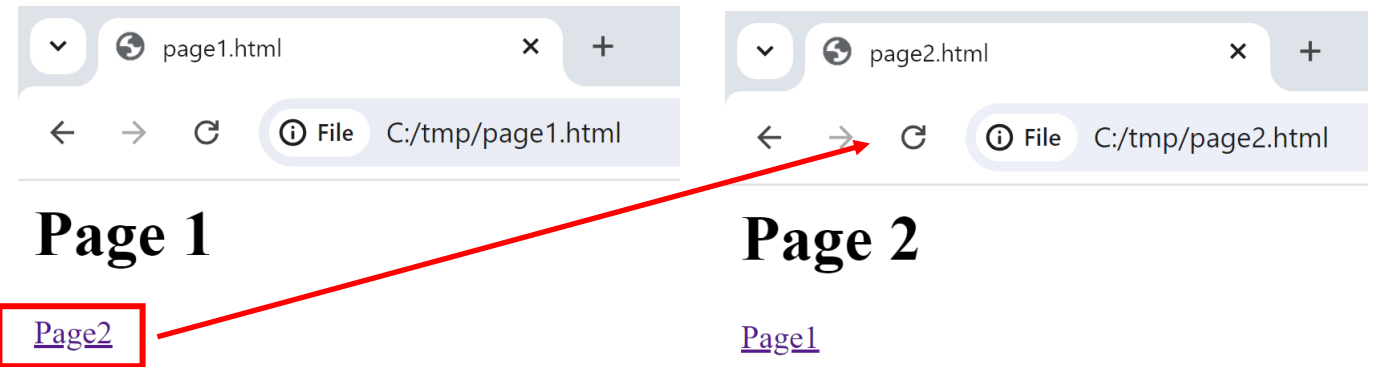 page1.html
File C:/tmp/page1.html
Page 1
Page2
page2.html
File C:/tmp/page2.html
Page 2
Page1